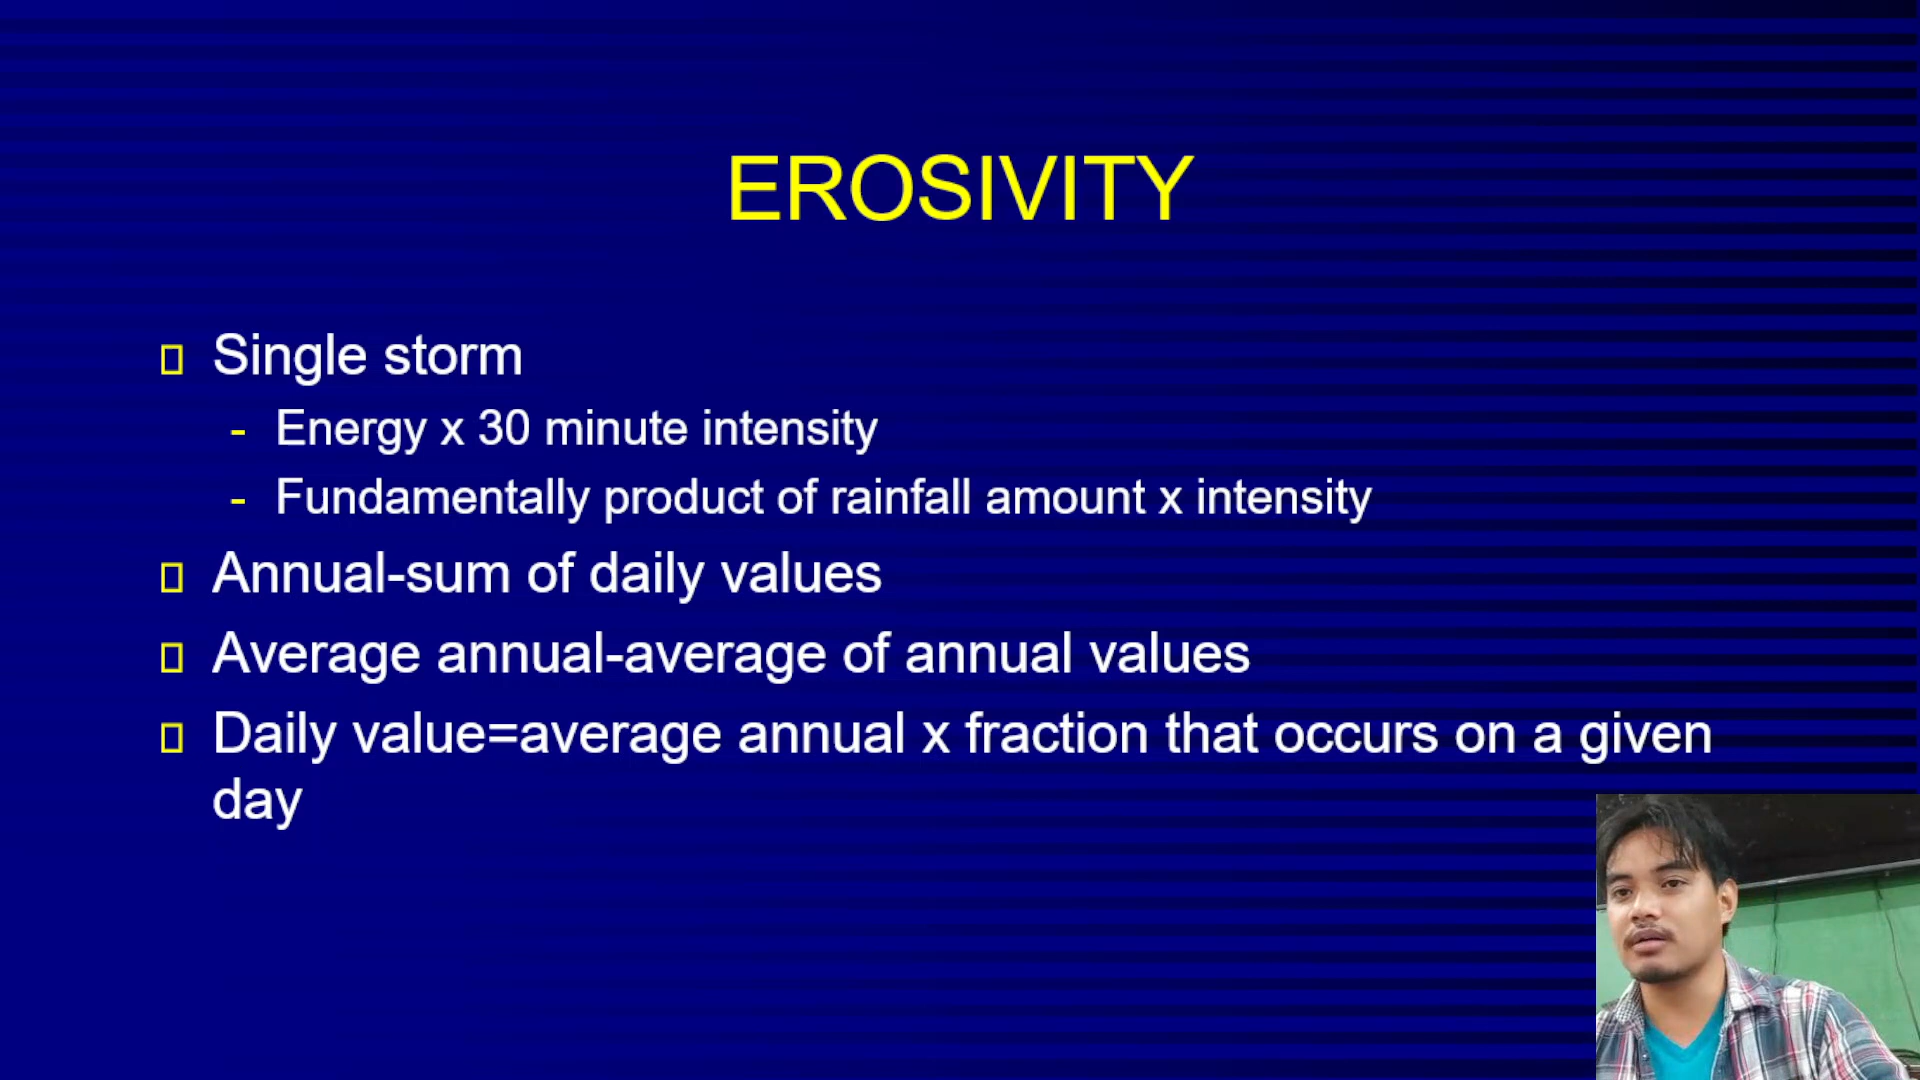 EROSIVITY
Single storm
- Energy x 30 minute intensity
- Fundamentally product of rainfall amount x intensity
Annual-sum of daily values
Average annual-average of annual values
Daily value=average annual x fraction that occurs on a given
day